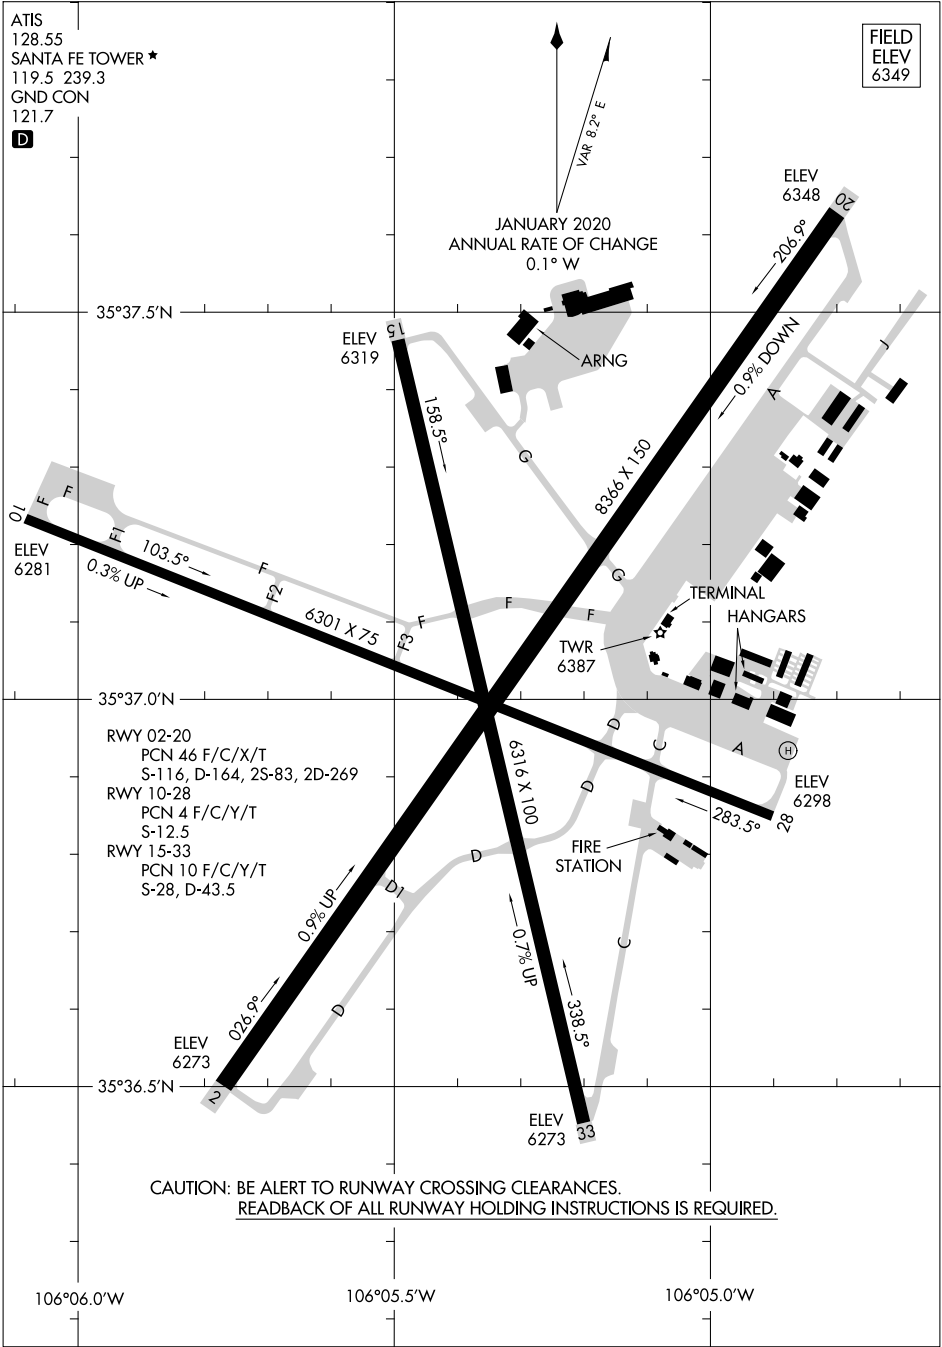 ATIS
128.55
SANTA FE TOWER ★
119.5 239.3
GND CON
121.7
D
FIELD
ELEV
6349
VAR 8.2° E
JANUARY 2020
ANNUAL RATE OF CHANGE
0.1° W
ELEV
6348
20
206.9°
35°37.5'N
15
ELEV
6319
ARNG
0.9% DOWN
J
A
158.5°
G
8366 X 150
F
F
10
ELEV
6281
F1
103.5°
0.3% UP
F
F2
G
6301 X 75
F
F
F
F3
TERMINAL
HANGARS
TWR
6387
35°37.0'N
RWY 02-20
PCN 46 F/C/X/T
S-116, D-164, 2S-83, 2D-269
RWY 10-28
PCN 4 F/C/Y/T
S-12.5
RWY 15-33
PCN 10 F/C/Y/T
S-28, D-43.5
D
C
A
H
6316 X 100
D
ELEV
6298
283.5°
28
FIRE
STATION
D
D1
0.9% UP
0.7% UP
C
026.9°
D
338.5°
ELEV
6273
2
35°36.5'N
ELEV
6273
33
CAUTION: BE ALERT TO RUNWAY CROSSING CLEARANCES.
READBACK OF ALL RUNWAY HOLDING INSTRUCTIONS IS REQUIRED.
106°06.0'W
106°05.5'W
106°05.0'W